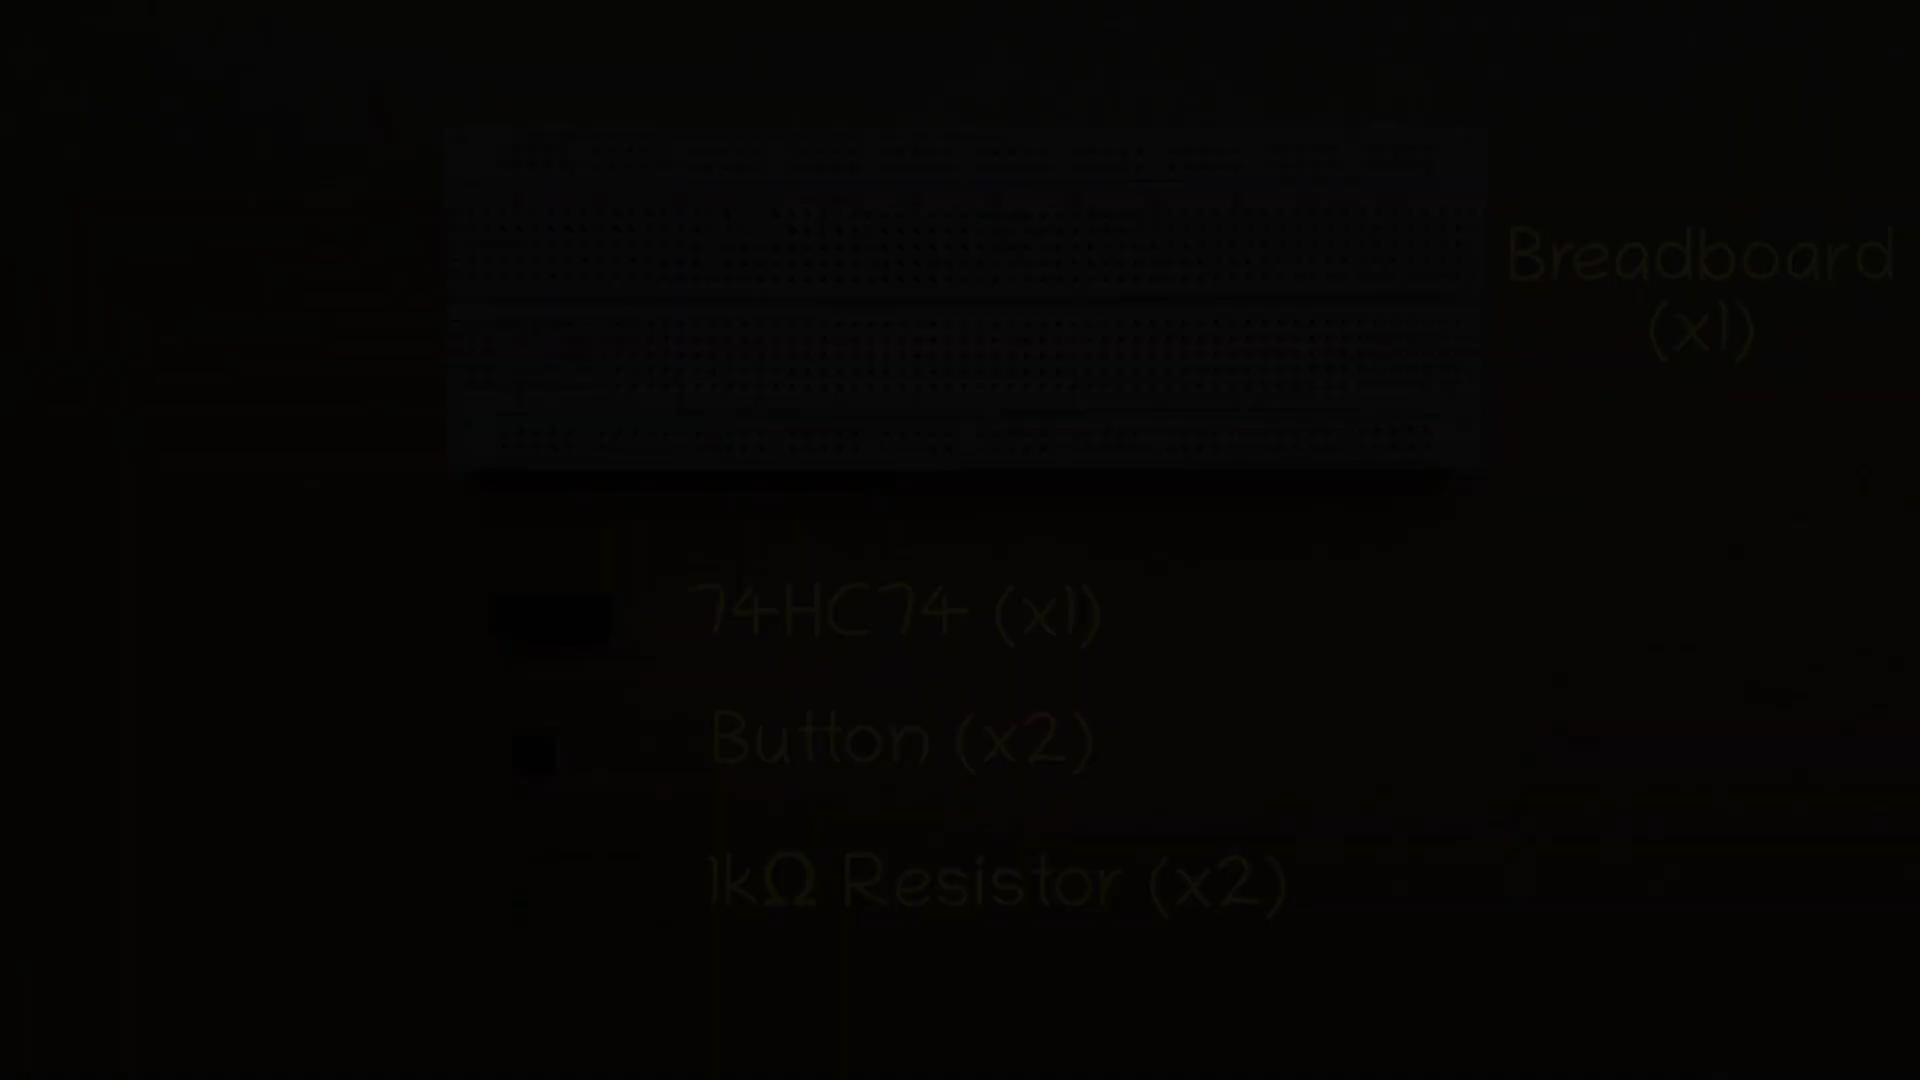 Breadboard
(x1)
74HC74 (x1)
Button (x2)
1kΩ Resistor (x2)